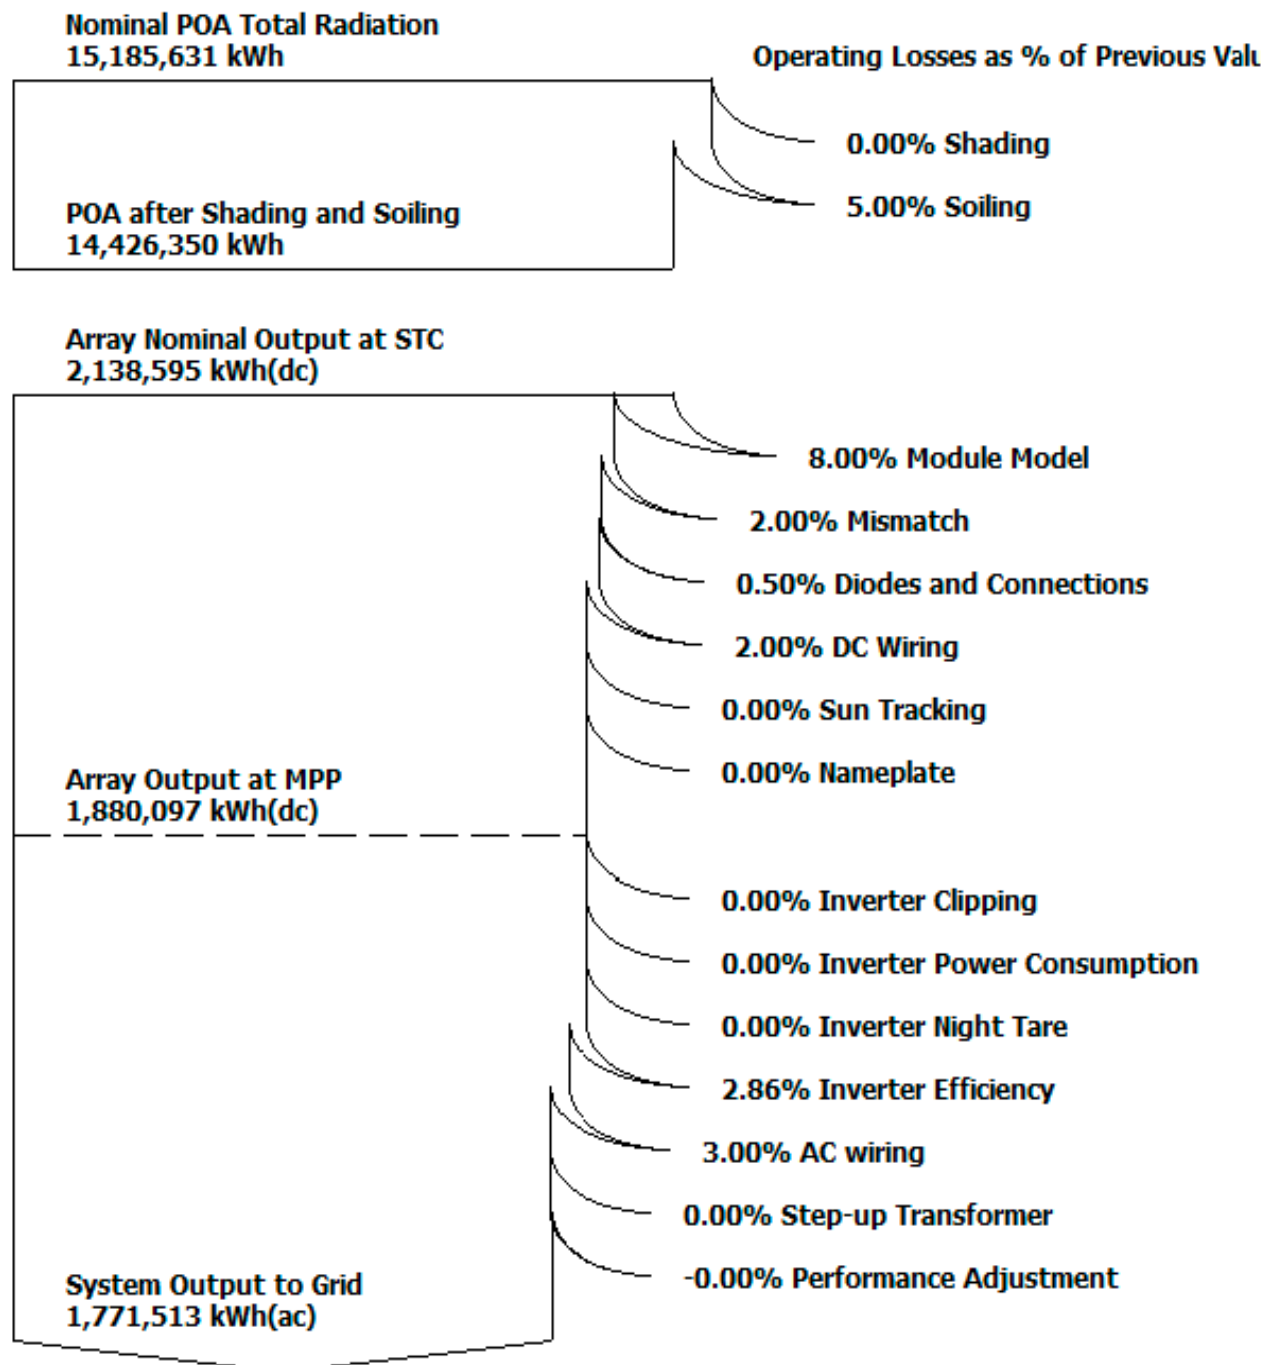 Nominal POA Total Radiation
15,185,631 kWh
Operating Losses as % of Previous Valu
0.00% Shading
5.00% Soiling
POA after Shading and Soiling
14,426,350 kWh
Array Nominal Output at STC
2,138,595 kWh(dc)
8.00% Module Model
2.00% Mismatch
0.50% Diodes and Connections
2.00% DC Wiring
0.00% Sun Tracking
0.00% Nameplate
Array Output at MPP
1,880,097 kWh(dc)
0.00% Inverter Clipping
0.00% Inverter Power Consumption
0.00% Inverter Night Tare
2.86% Inverter Efficiency
3.00% AC wiring
0.00% Step-up Transformer
-0.00% Performance Adjustment
System Output to Grid
1,771,513 kWh(ac)